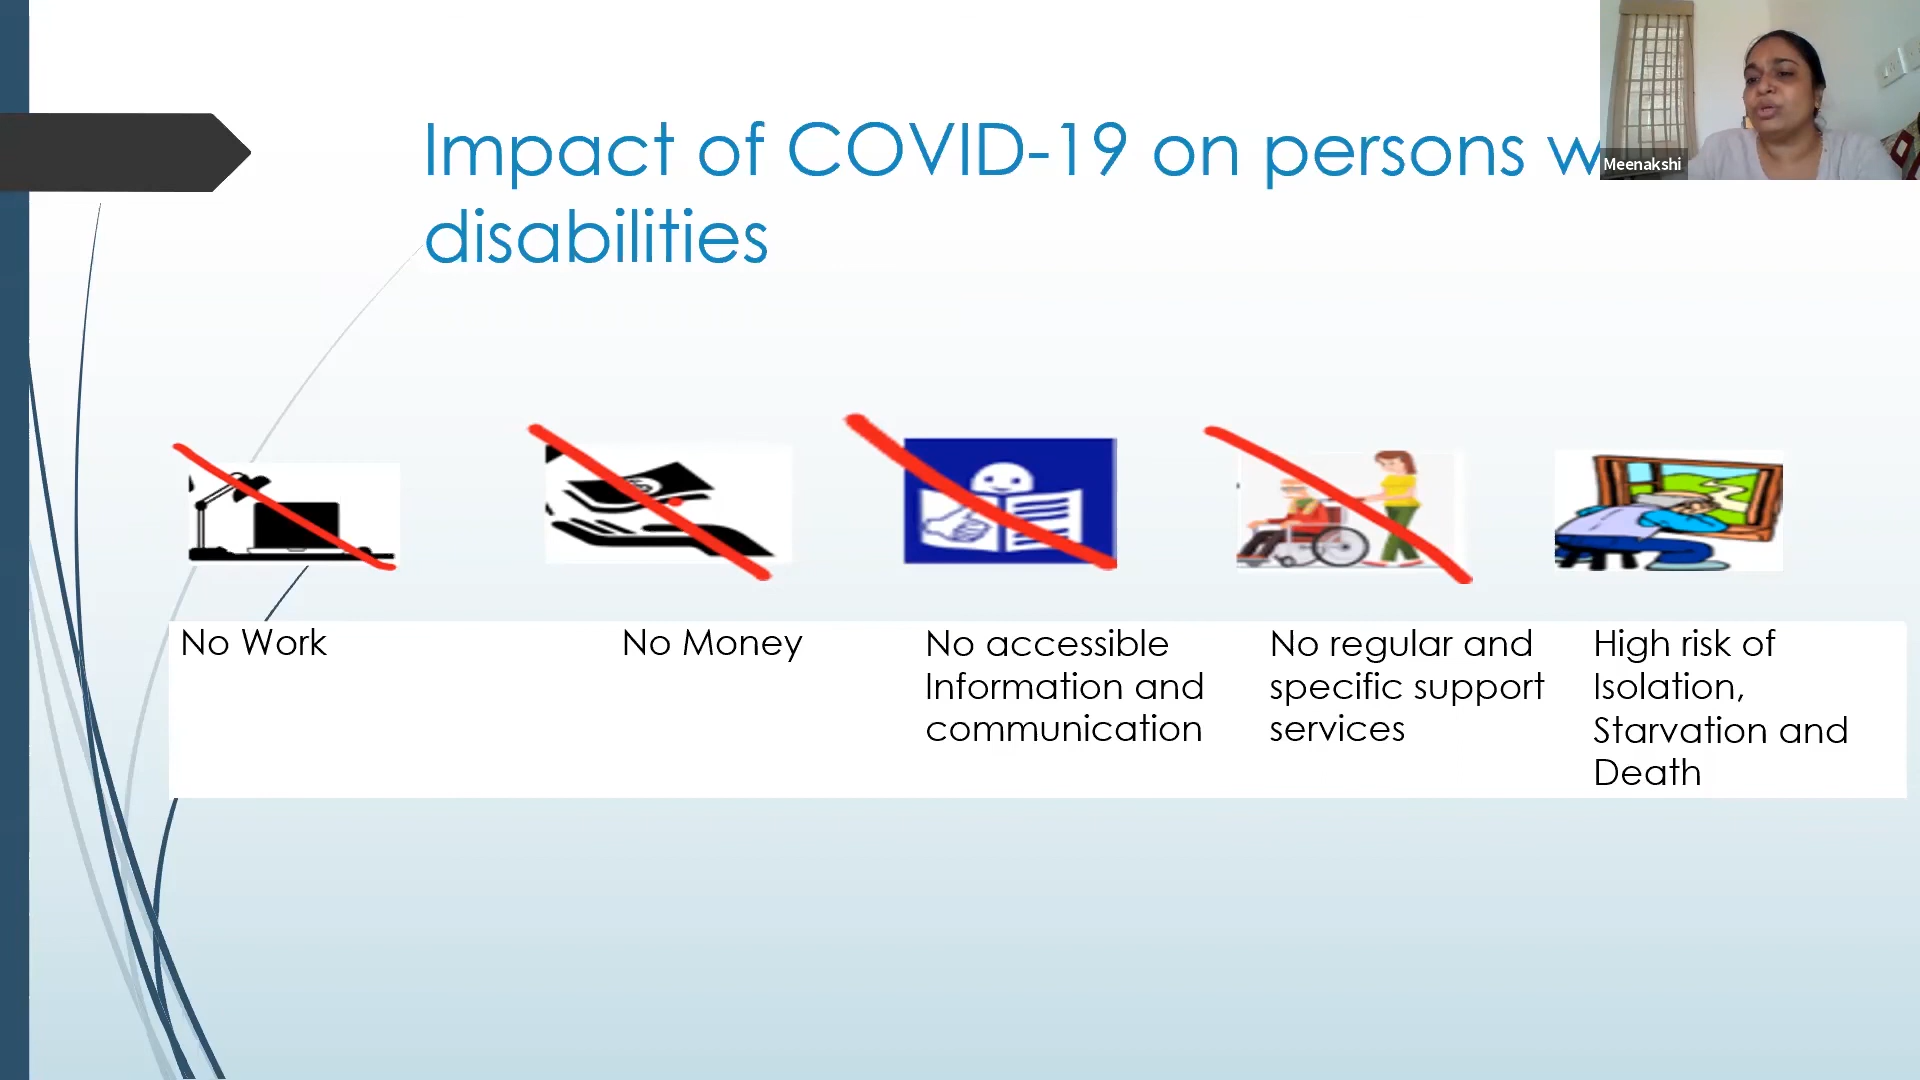 Impact of COVID-19 on persons w
disabilities
Meenakshi
No Work
No Money
No accessible
Information and
communication
No regular and
specific support
services
High risk of
Isolation,
Starvation and
Death